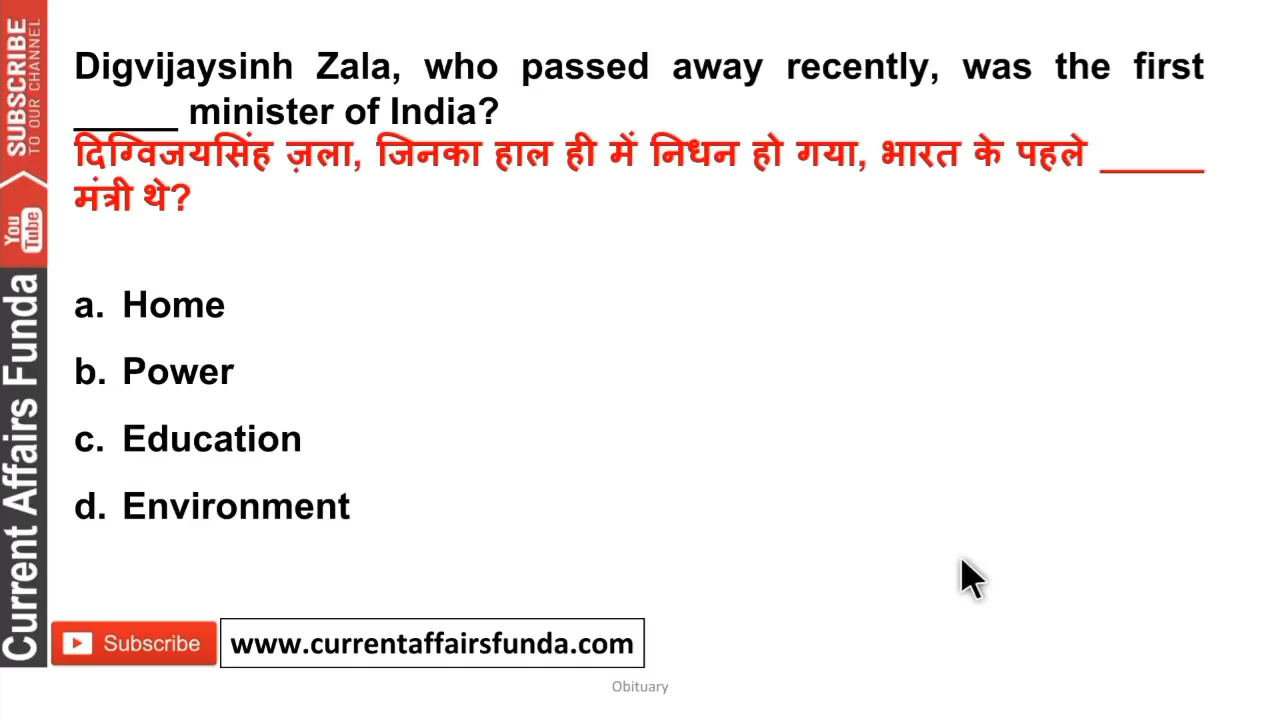 Digvijaysinh Zala, who passed away recently, was the first
_____ minister of India?
दिग्विजयसिंह ज़ला, जिनका हाल ही में निधन हो गया, भारत के पहले _____
मंत्री थे?
a. Home
b. Power
c. Education
d. Environment
SUBSCRIBE
TO OUR CHANNEL
You
Tube
Current Affairs Funda
Subscribe
www.currentaffairsfunda.com
Obituary